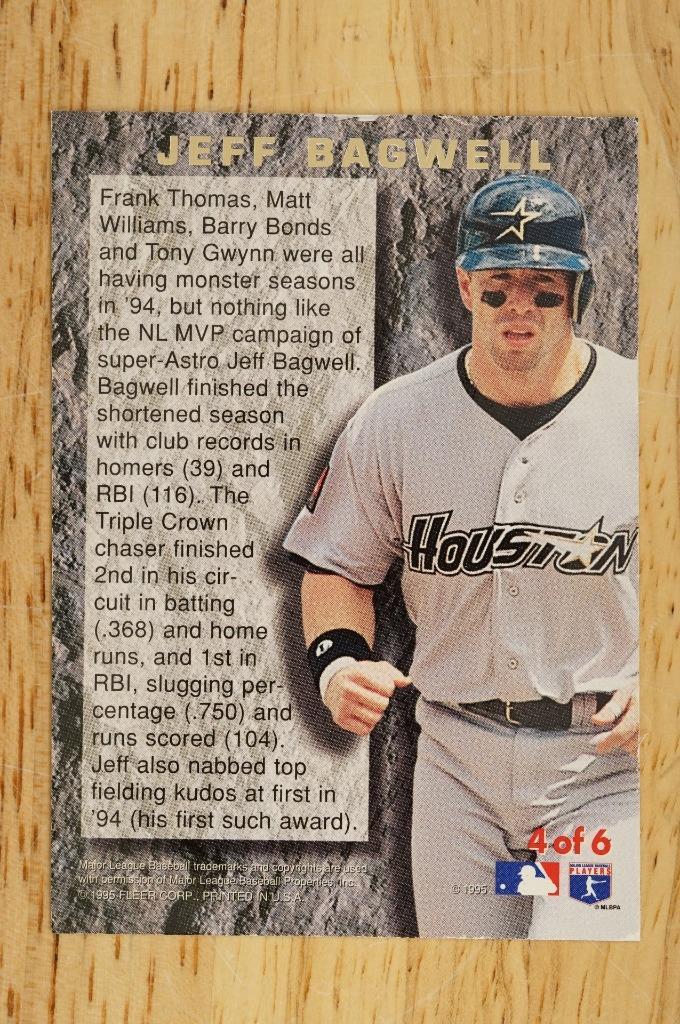 JEFF BAGWELL
Frank Thomas, Matt
Williams, Barry Bonds
and Tony Gwynn were all
having monster seasons
in '94, but nothing like
the NL MVP campaign of
super-Astro Jeff Bagwell.
Bagwell finished the
shortened season
with club records in
homers (39) and
RBI (116). The
Triple Crown
chaser finished
2nd in his cir-
cuit in batting
(.368) and home
runs, and 1st in
RBI, slugging per-
centage (.750) and
runs scored (104).
Jeff also nabbed top
fielding kudos at first in
'94 (his first such award).
HOUSTON
4 of 6
Major League Baseball trademarks and copyrights are used
with permission of Major League Baseball Properties, Inc.
© 1995 FLEER CORP., PRINTED IN U.S.A.
© 1995
MAJOR LEAGUE BASEBALL
PLAYERS
© MLBPA